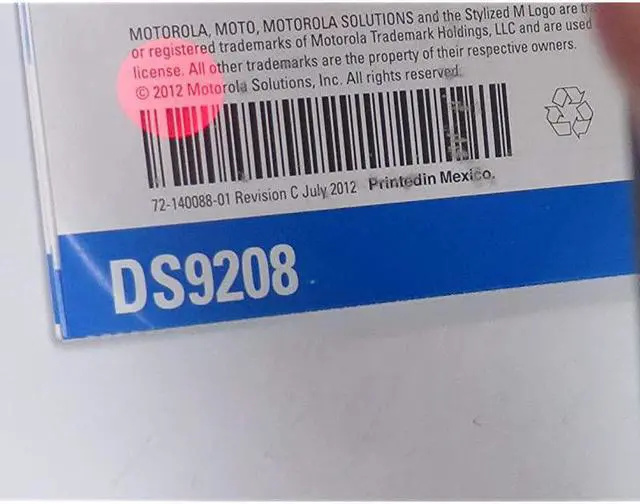 MOTOROLA, MOTO, MOTOROLA SOLUTIONS and the Stylized M Logo are
or registered trademarks of Motorola Trademark Holdings, LLC and are used
license. All other trademarks are the property of their respective owners.
© 2012 Motorola Solutions, Inc. All rights reserved.
72-140088-01 Revision C July 2012 Printedin Mexico.
DS9208